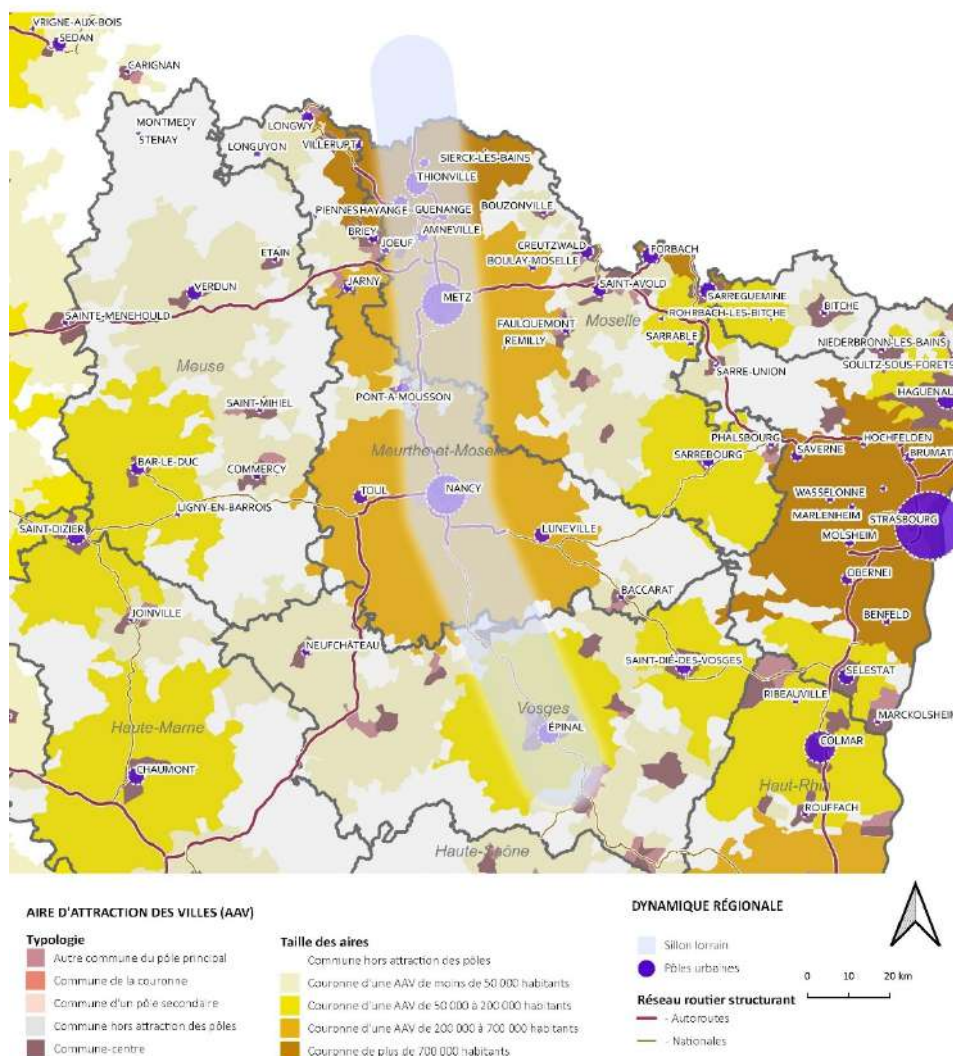 VRIGNE-AUX-BOIS
SEDAN
CARIGNAN
MONTMEDY
STENAY
LONGWY
LONGUYON
VILLERUPT
SIERCK-LES-BAINS
THIONVILLE
PIENNES
HAYANGE
GUENANGE
BOUZONVILLE
BRIEY
AMNEVILLE
JOEUF
CREUTZWALD
FORBACH
ETAIN
BOULAY-MOSELLE
JARNY
VERDUN
METZ
SAINT-AVOLD
SARREGUEMINE
BITCHE
SAINTE-MENEHOULD
ROHRBACH-LES-BITCHE
FAULQUEMONT
Moselle
REMILLY
SARRABLE
NIEDERBRONN-LES-BAINS
Meuse
SARRE-UNION
SOULTZ-SOUS-FORETS
PONT-A-MOUSSON
HAGUENAU
SAINT-MIHIEL
Meurthe-et-Moselle
PHALSBOURG
HOCHFELDEN
SAVERNE
BRUMATH
BAR-LE-DUC
COMMERCY
SARREBOURG
TOUL
NANCY
WASSELONNE
LIGNY-EN-BARROIS
MARLENHEIM
STRASBOURG
SAINT-DIZIER
LUNEVILLE
MOLSHEIM
OBERNEI
JOINVILLE
BACCARAT
BENFELD
NEUFCHÂTEAU
SAINT-DIÉ-DES-VOSGES
SELESTAT
RIBEAUVILLE
Haute-Marne
Vosges
MARCKOLSHEIM
ÉPINAL
COLMAR
CHAUMONT
Haut-Rhin
ROUFFACH
Haute-Saône
AIRE D'ATTRACTION DES VILLES (AAV)
Typologie
Autre commune du pôle principal
Commune de la couronne
Commune d'un pôle secondaire
Commune hors attraction des pôles
Commune-centre
Taille des aires
Commune hors attraction des pôles
Couronne d'une AAV de moins de 50 000 habitants
Couronne d'une AAV de 50 000 à 200 000 habitants
Couronne d'une AAV de 200 000 à 700 000 habitants
Couronne de plus de 700 000 habitants
DYNAMIQUE RÉGIONALE
Sillon lorrain
Pôles urbaines
0 10 20 km
Réseau routier structurant
- Autoroutes
- Nationales